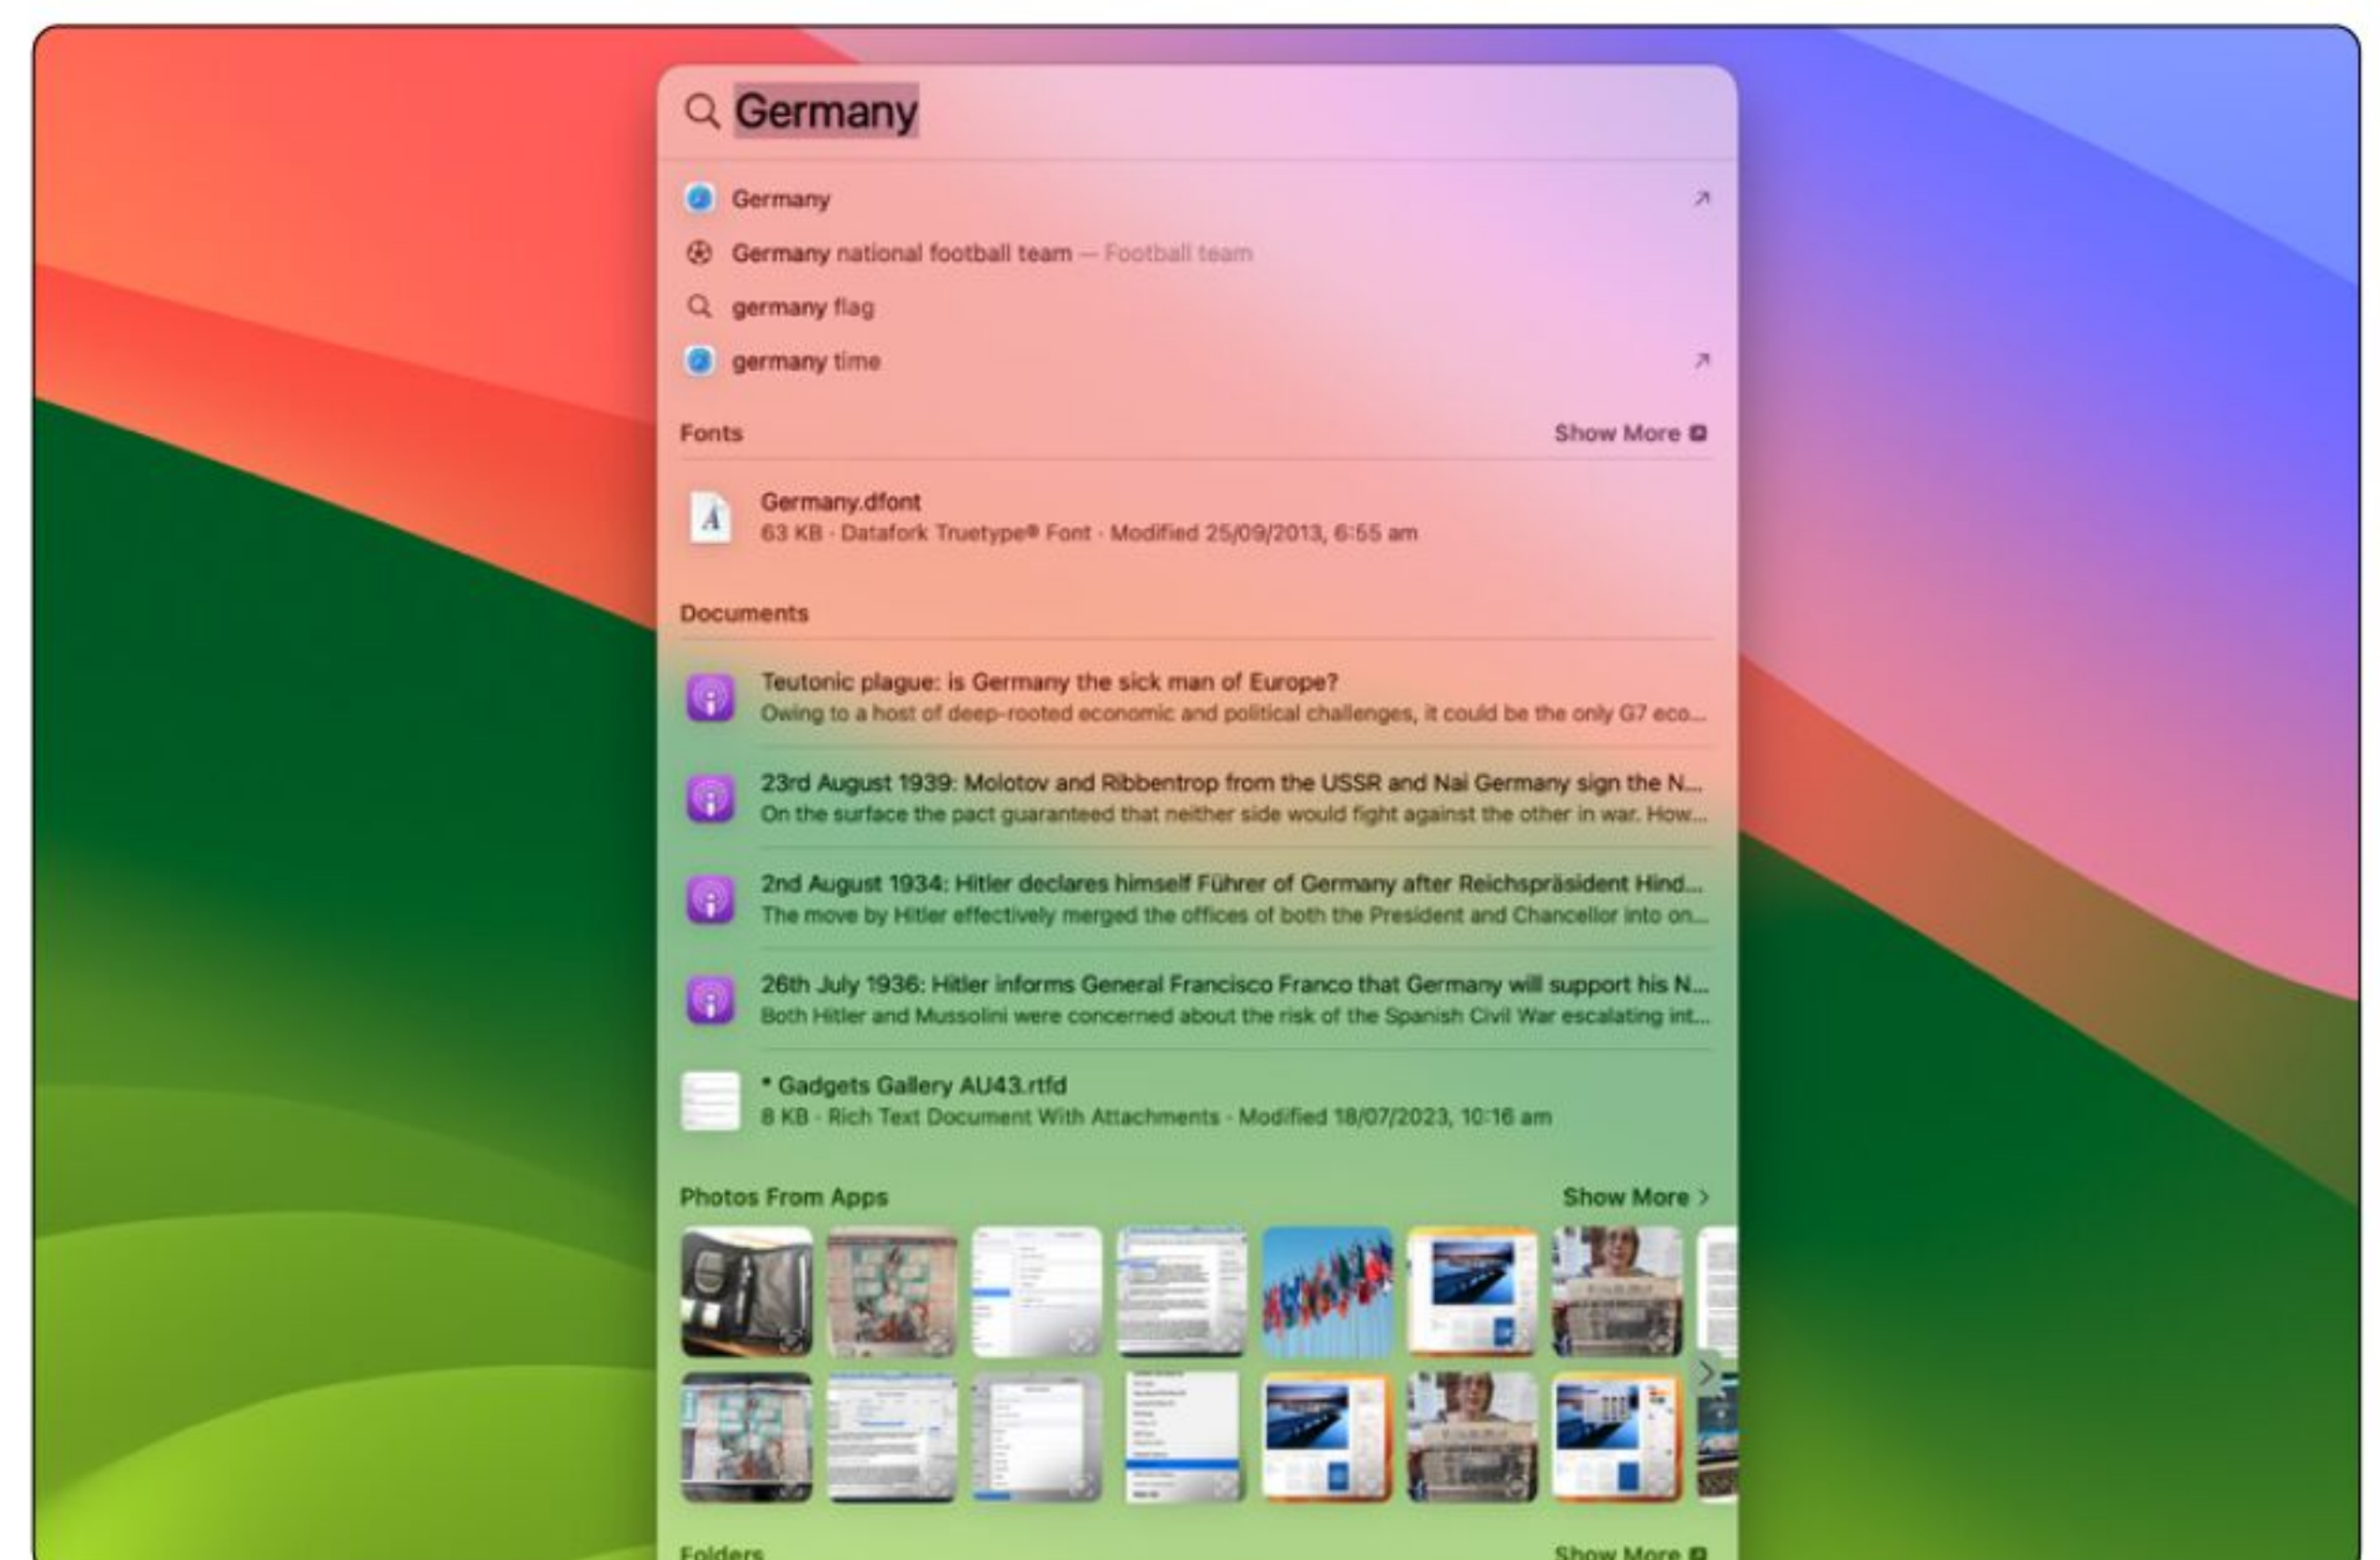 Germany
Germany
Germany national football team — Football team
germany flag
germany time
Fonts
Show More
Germany.dfont
63 KB · Datafork Truetype® Font · Modified 25/09/2013, 6:55 am
Documents
Teutonic plague: is Germany the sick man of Europe?
Owing to a host of deep-rooted economic and political challenges, it could be the only G7 eco...
23rd August 1939: Molotov and Ribbentrop from the USSR and Nai Germany sign the N...
On the surface the pact guaranteed that neither side would fight against the other in war. How...
2nd August 1934: Hitler declares himself Führer of Germany after Reichspräsident Hind...
The move by Hitler effectively merged the offices of both the President and Chancellor into on...
26th July 1936: Hitler informs General Francisco Franco that Germany will support his N...
Both Hitler and Mussolini were concerned about the risk of the Spanish Civil War escalating int...
* Gadgets Gallery AU43.rtfd
8 KB · Rich Text Document With Attachments · Modified 18/07/2023, 10:16 am
Photos From Apps
Show More >
Folders
Show More